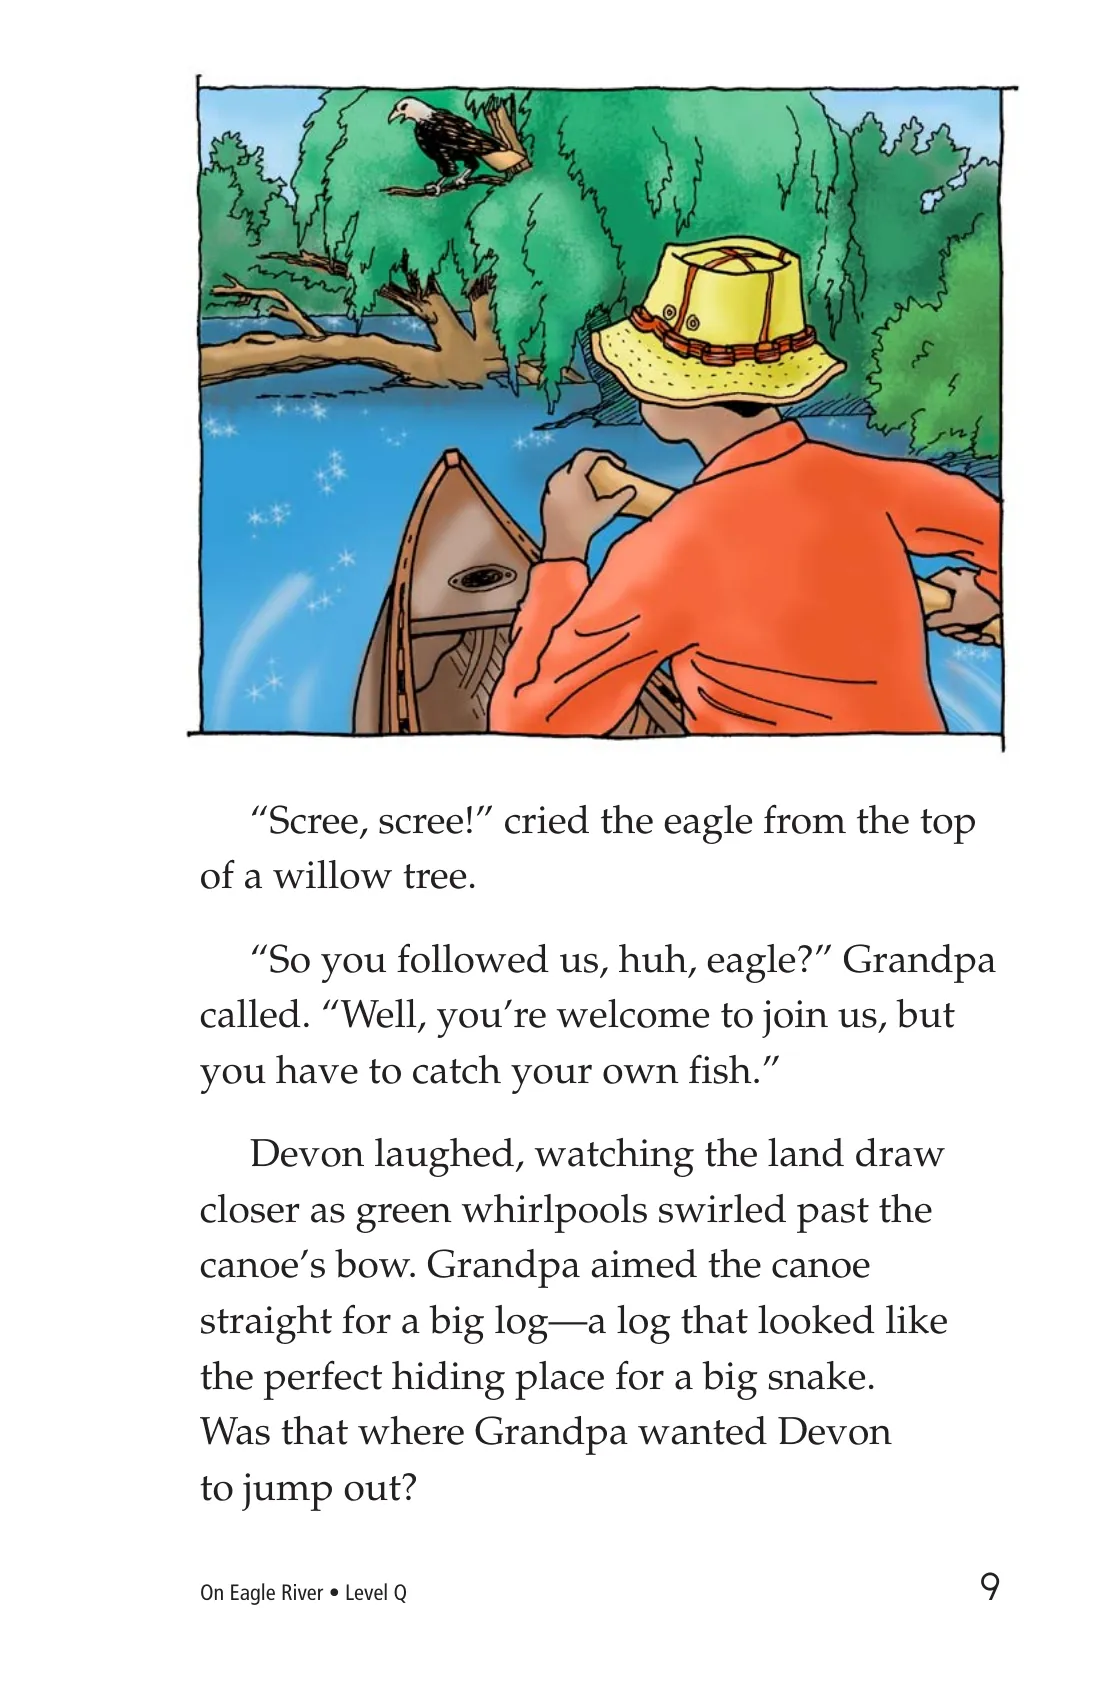 “Scree, scree!” cried the eagle from the top
of a willow tree.
“So you followed us, huh, eagle?” Grandpa
called. “Well, you’re welcome to join us, but
you have to catch your own fish.”
Devon laughed, watching the land draw
closer as green whirlpools swirled past the
canoe’s bow. Grandpa aimed the canoe
straight for a big log—a log that looked like
the perfect hiding place for a big snake.
Was that where Grandpa wanted Devon
to jump out?
On Eagle River • Level Q
9